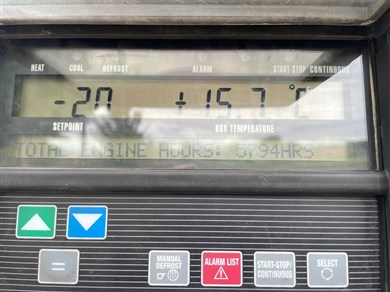 HEAT COOL DEFROST ALARM START-STOP CONTINUOUS
-20 +15.7 °C
SETPOINT BOX TEMPERATURE
TOTAL ENGINE HOURS: 5794HRS
=
MANUAL DEFROST
ALARM LIST
START-STOP/ CONTINUOUS
SELECT